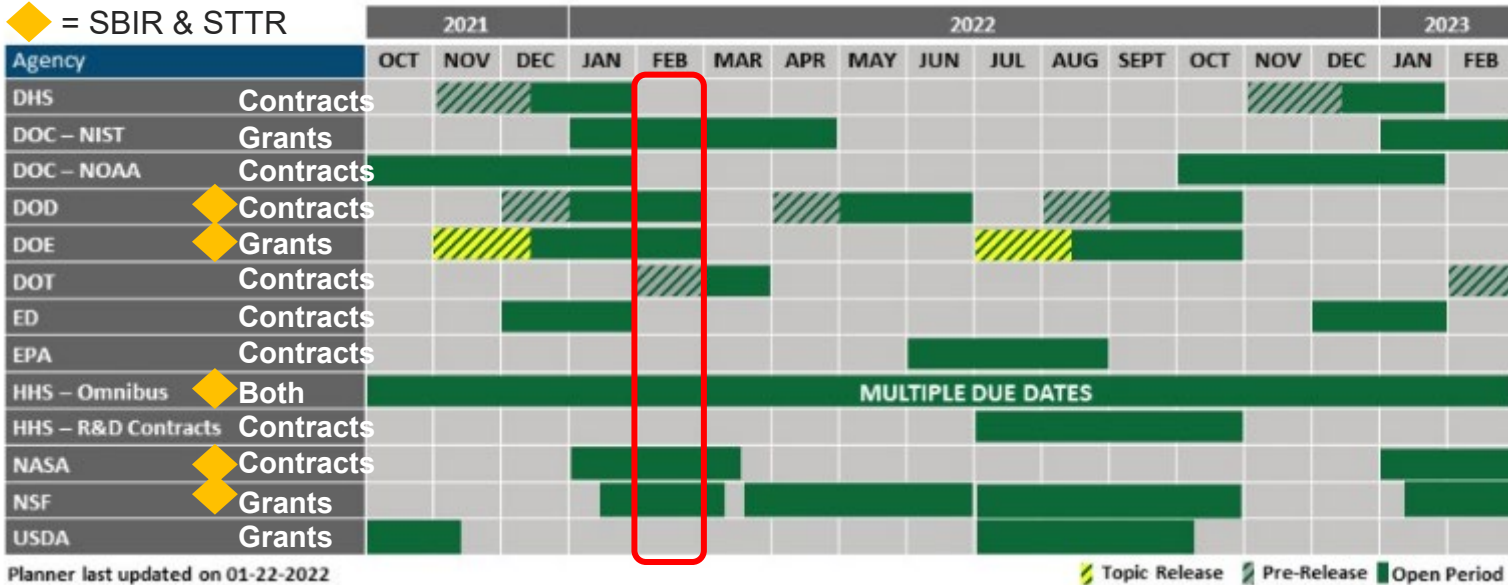 = SBIR & STTR
2021 2022 2023
Agency OCT NOV DEC JAN FEB MAR APR MAY JUN JUL AUG SEPT OCT NOV DEC JAN FEB
DHS Contracts
DOC – NIST Grants
DOC – NOAA Contracts
DOD Contracts
DOE Grants
DOT Contracts
ED Contracts
EPA Contracts
HHS – Omnibus Both MULTIPLE DUE DATES
HHS – R&D Contracts Contracts
NASA Contracts
NSF Grants
USDA Grants
Planner last updated on 01-22-2022 Topic Release Pre-Release Open Period